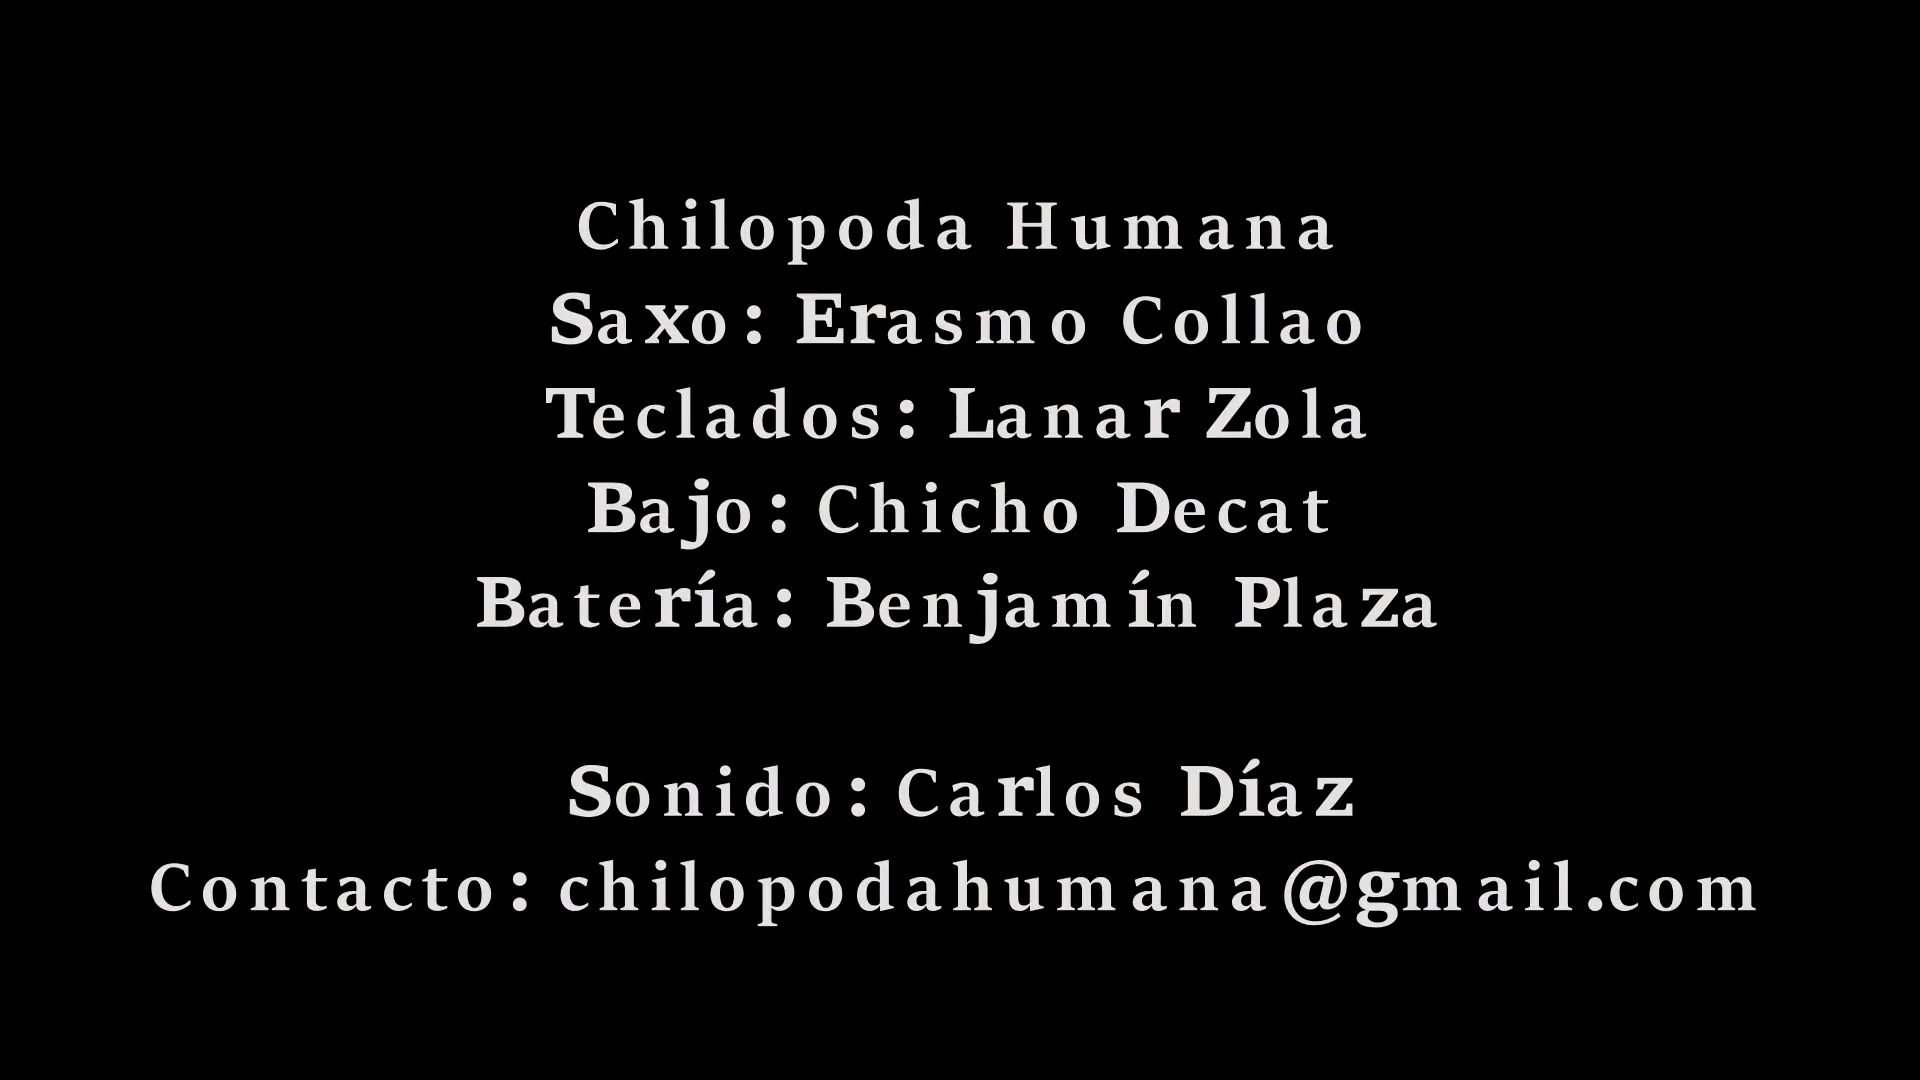 Chilopoda Humana
Saxo: Erasmo Collao
Teclados: Lanar Zola
Bajo: Chicho Decat
Batería: Benjamín Plaza
Sonido: Carlos Díaz
Contacto: chilopodahumana@gmail.com